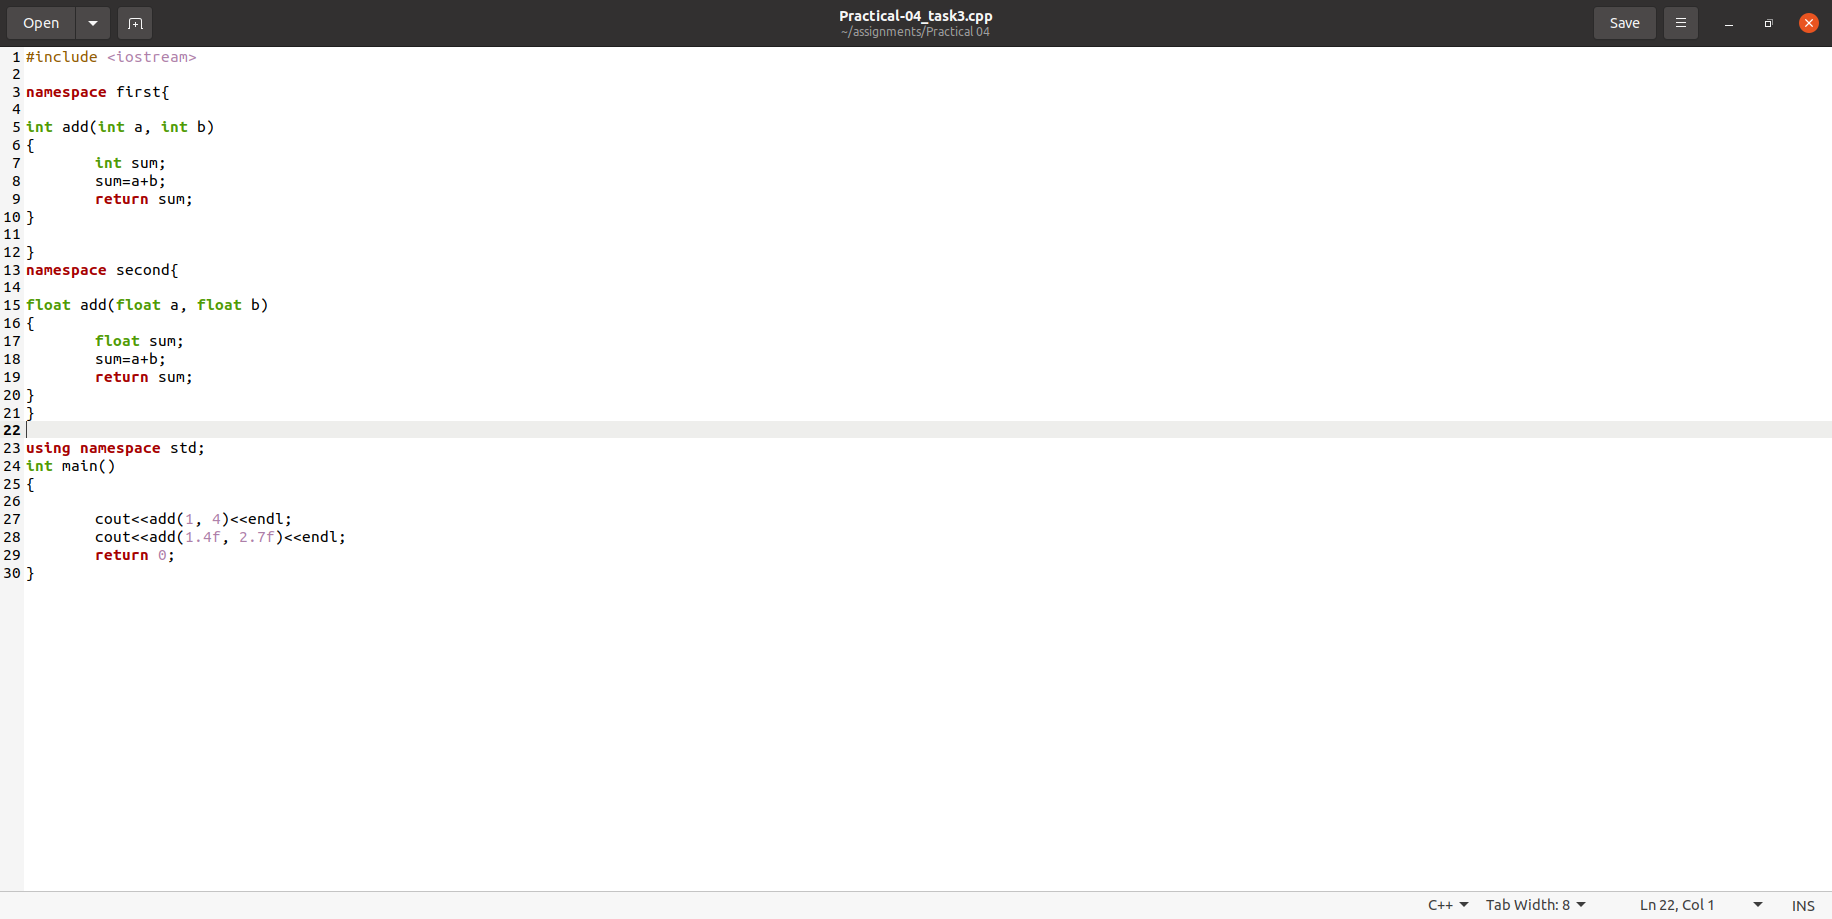 Open
Practical-04_task3.cpp
~/assignments/Practical 04
Save
1 #include <iostream>
2
3 namespace first{
4
5 int add(int a, int b)
6 {
7         int sum;
8         sum=a+b;
9         return sum;
10 }
11
12 }
13 namespace second{
14
15 float add(float a, float b)
16 {
17         float sum;
18         sum=a+b;
19         return sum;
20 }
21 }
22
23 using namespace std;
24 int main()
25 {
26
27         cout<<add(1, 4)<<endl;
28         cout<<add(1.4f, 2.7f)<<endl;
29         return 0;
30 }
C++ Tab Width: 8 Ln 22, Col 1 INS